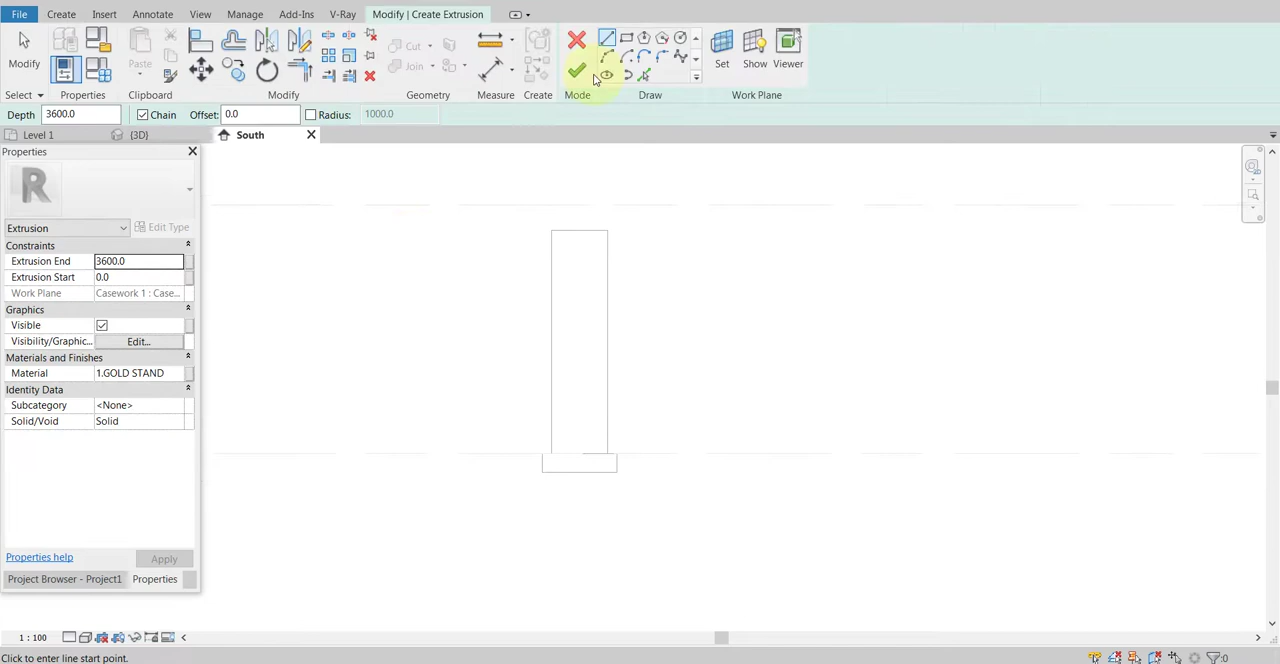 File Create Insert Annotate View Manage Add-Ins V-Ray Modify | Create Extrusion
Modify Paste Cut Join Set Show Viewer
Select Properties Clipboard Modify Geometry Measure Create Mode Draw Work Plane
Depth 3600.0 Chain Offset: 0.0 Radius: 1000.0
Level 1 {3D} South
Properties
R
Extrusion Edit Type
Constraints
Extrusion End 3600.0
Extrusion Start 0.0
Work Plane Casework 1 : Case...
Graphics
Visible
Visibility/Graphic... Edit...
Materials and Finishes
Material 1.GOLD STAND
Identity Data
Subcategory <None>
Solid/Void Solid
Properties help Apply
Project Browser - Project1 Properties
1 : 100
Click to enter line start point. :0